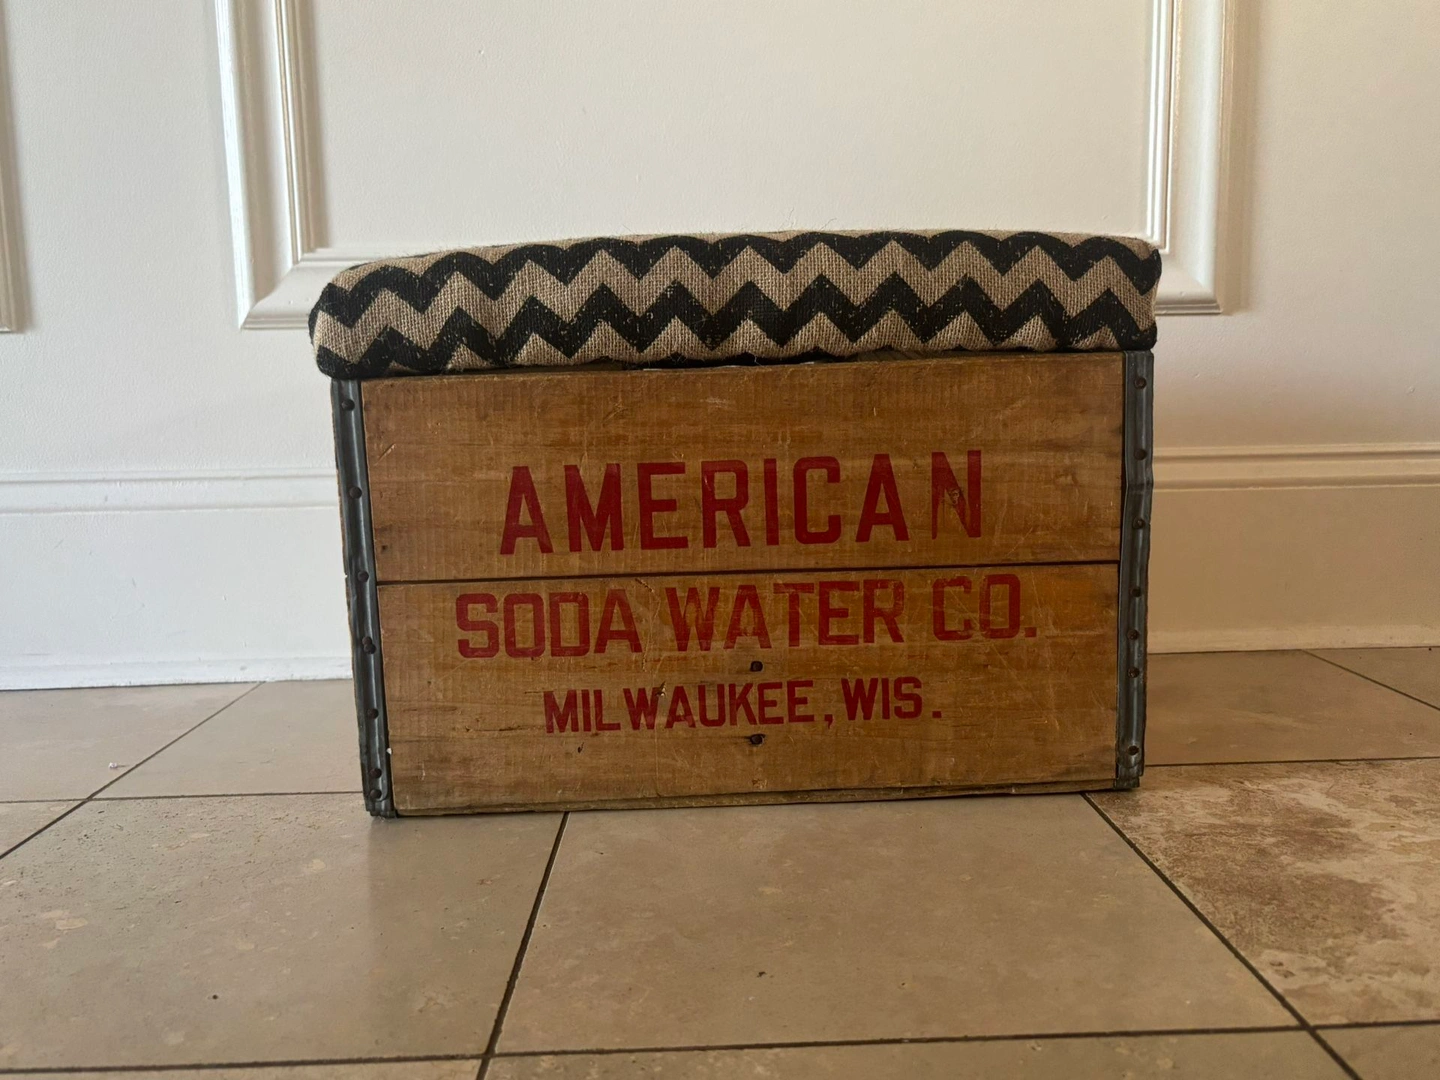 AMERICAN
SODA WATER CO.
MILWAUKEE, WIS.